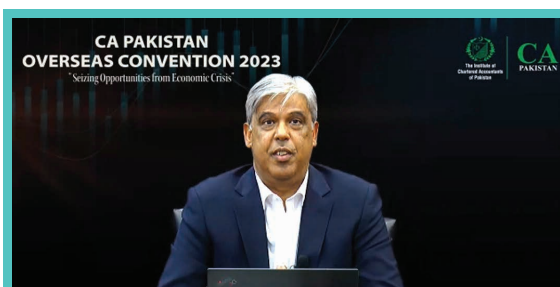 CA PAKISTAN
OVERSEAS CONVENTION 2023
"Seizing Opportunities from Economic Crisis"
The Institute of
Chartered Accountants
of Pakistan
CA
PAKISTAN